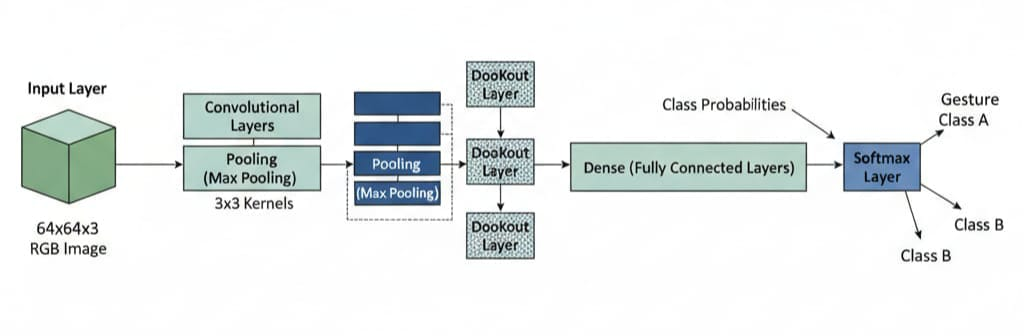 Input Layer
64x64x3
RGB Image
Convolutional
Layers
Pooling
(Max Pooling)
3x3 Kernels
Pooling
(Max Pooling)
DooKout
Layer
DooKout
Layer
Dookout
Layer
Dense (Fully Connected Layers)
Class Probabilities
Softmax
Layer
Gesture
Class A
Class B
Class B